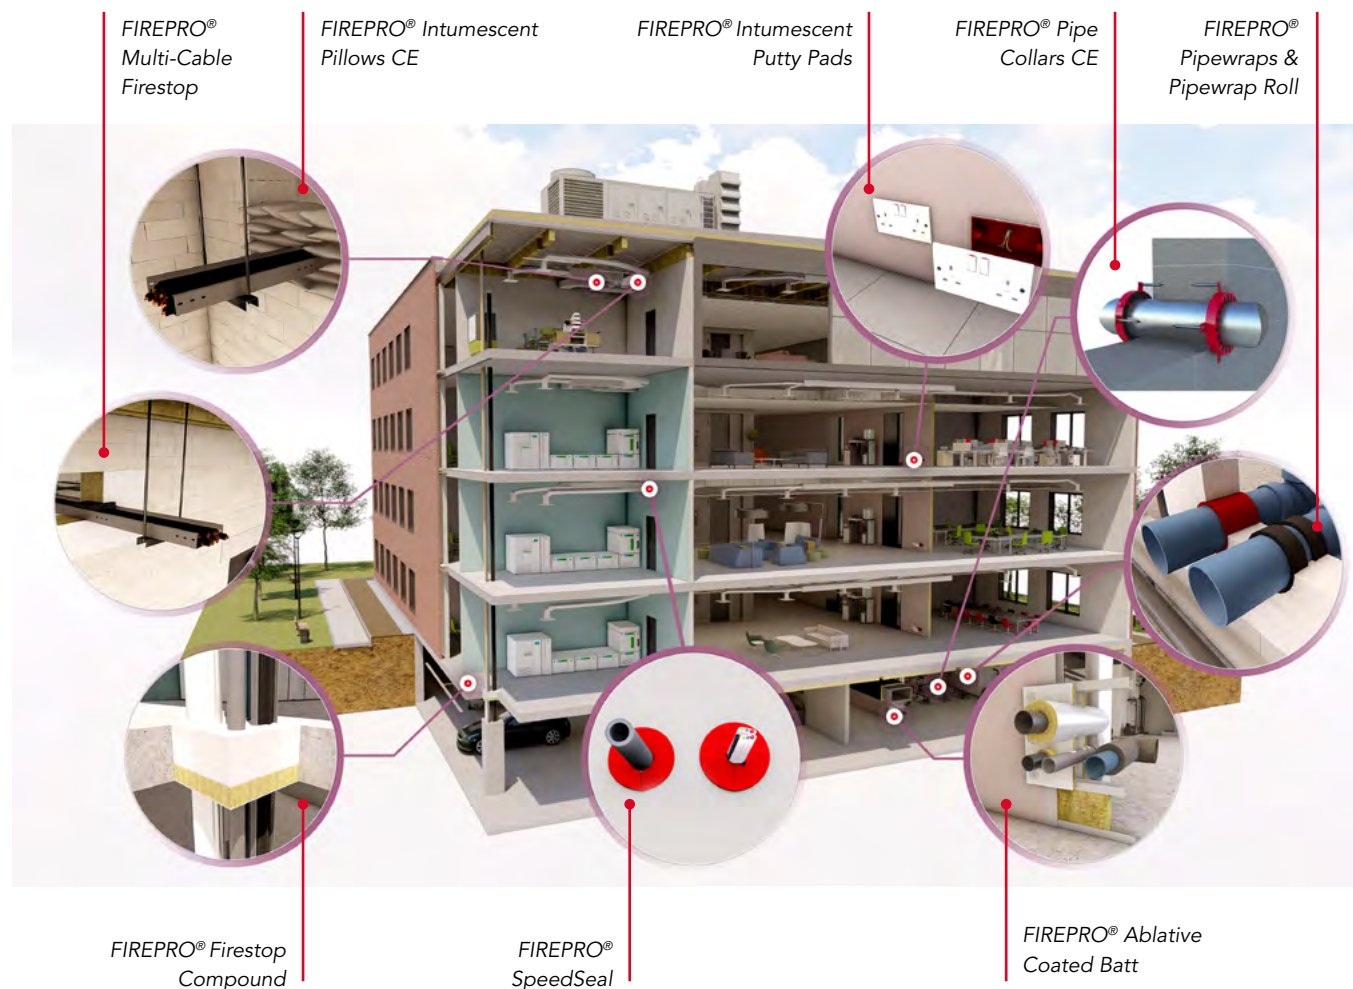 FIREPRO®
Multi-Cable
Firestop
FIREPRO® Intumescent
Pillows CE
FIREPRO® Intumescent
Putty Pads
FIREPRO® Pipe
Collars CE
FIREPRO®
Pipewraps &
Pipewrap Roll
FIREPRO® Firestop
Compound
FIREPRO®
SpeedSeal
FIREPRO® Ablative
Coated Batt